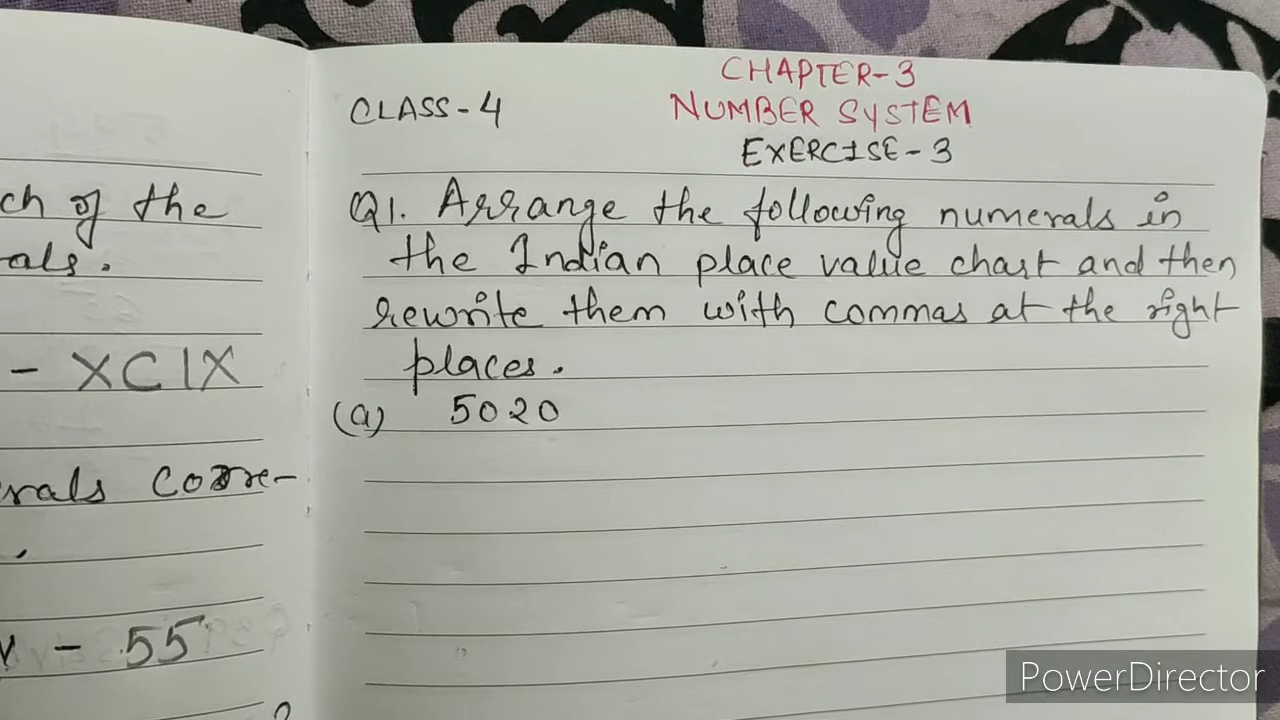 ch of the
als.
- XCIX
rals corre-
- 55
CHAPTER-3
CLASS-4 NUMBER SYSTEM
EXERCISE-3
Q1. Arrange the following numerals in
the Indian place value chart and then
rewrite them with commas at the right
places.
(a) 5020
PowerDirector